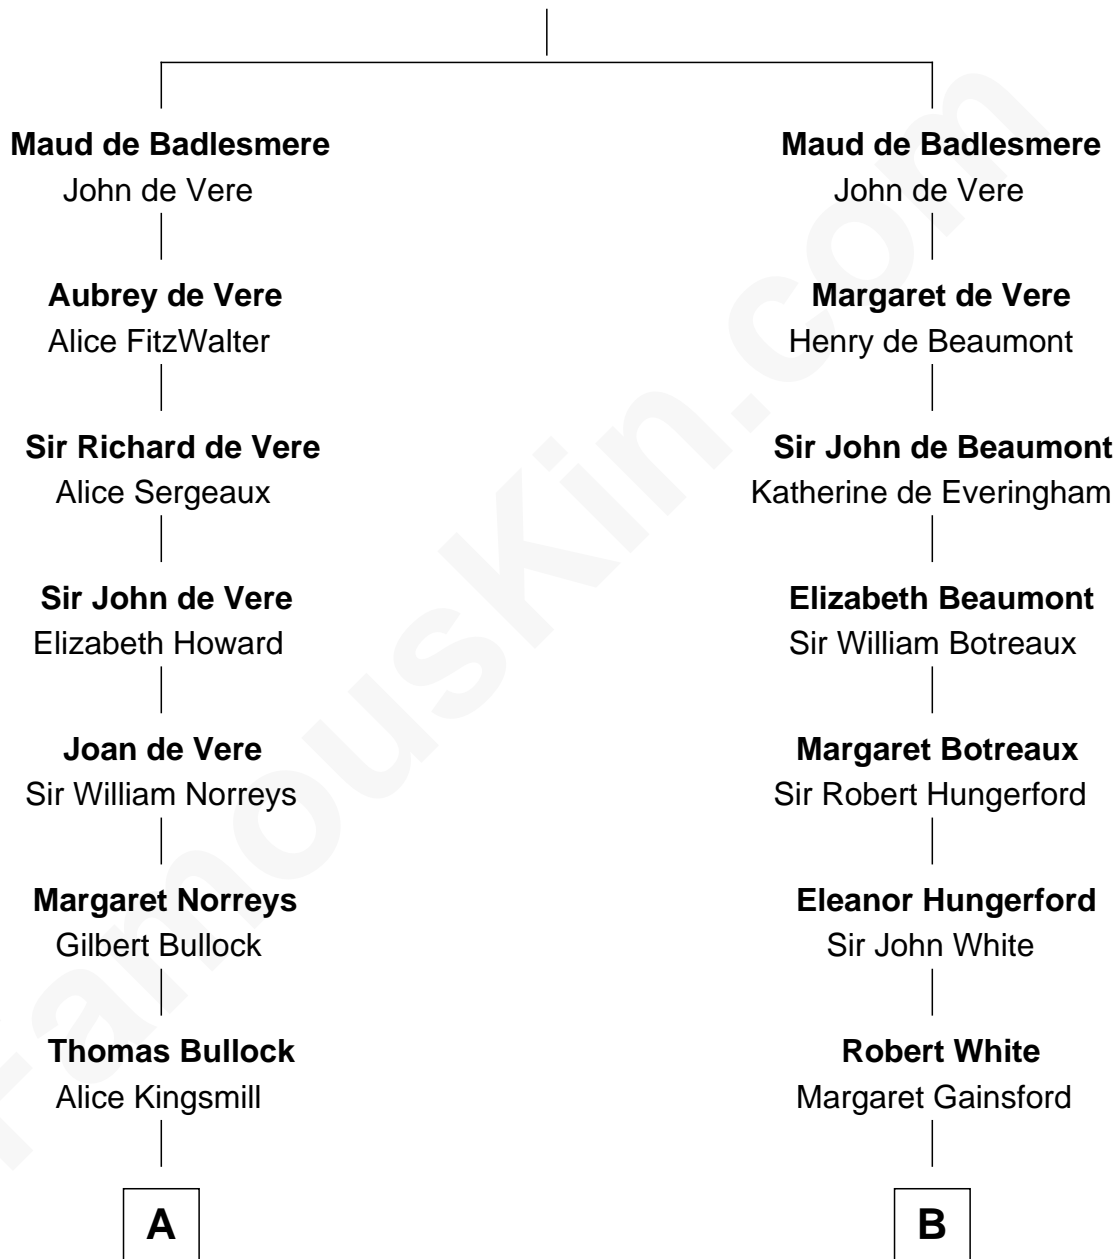 Maud de Badlesmere
John de Vere
Aubrey de Vere
Alice FitzWalter
Sir Richard de Vere
Alice Sergeaux
Sir John de Vere
Elizabeth Howard
Joan de Vere
Sir William Norreys
Margaret Norreys
Gilbert Bullock
Thomas Bullock
Alice Kingsmill
A
Maud de Badlesmere
John de Vere
Margaret de Vere
Henry de Beaumont
Sir John de Beaumont
Katherine de Everingham
Elizabeth Beaumont
Sir William Botreaux
Margaret Botreaux
Sir Robert Hungerford
Eleanor Hungerford
Sir John White
Robert White
Margaret Gainsford
B
FamousKin.com